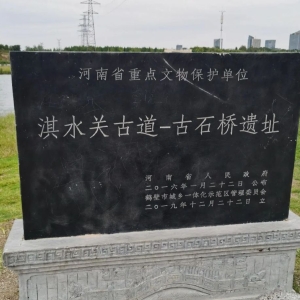 河南省重点文物保护单位
淇水关古道-古石桥遗址
河南省人民政府
二〇一六年一月二十二日 公布
鹤壁市城乡一体化示范区管理委员会
二〇一九年十二月二十二日 立